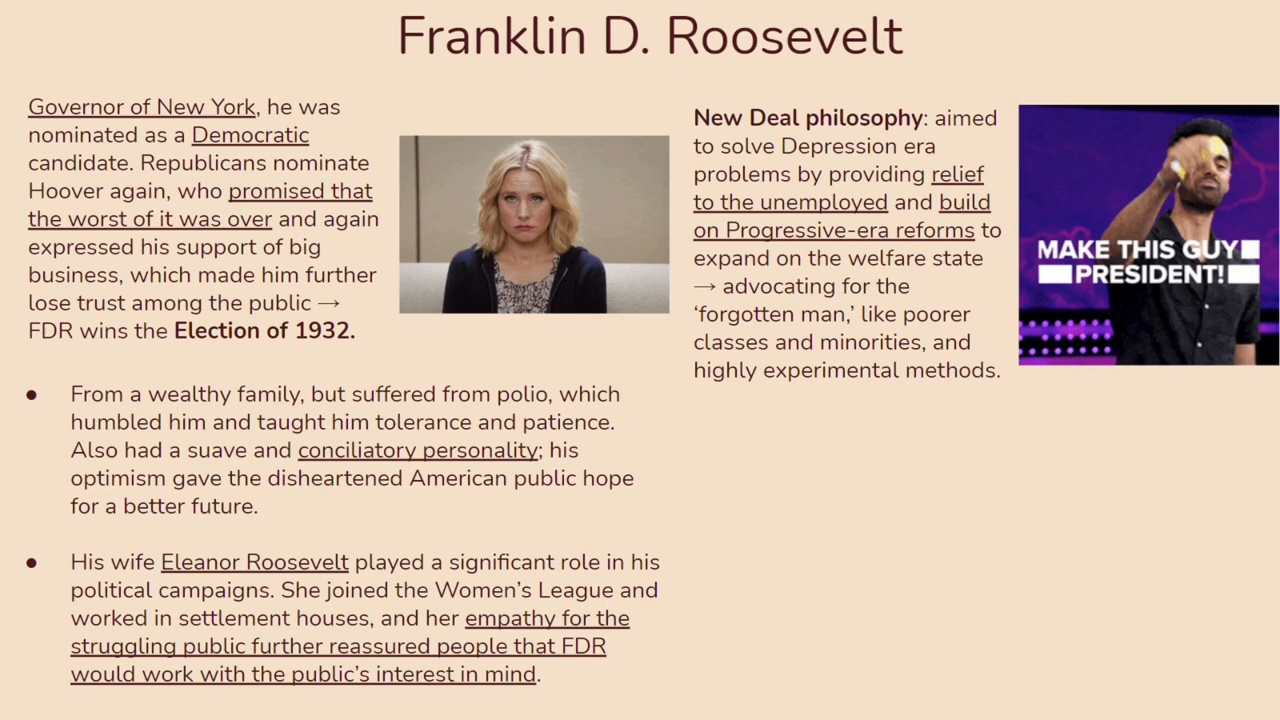 Franklin D. Roosevelt
Governor of New York, he was
nominated as a Democratic
candidate. Republicans nominate
Hoover again, who promised that
the worst of it was over and again
expressed his support of big
business, which made him further
lose trust among the public →
FDR wins the Election of 1932.
● From a wealthy family, but suffered from polio, which
humbled him and taught him tolerance and patience.
Also had a suave and conciliatory personality; his
optimism gave the disheartened American public hope
for a better future.
● His wife Eleanor Roosevelt played a significant role in his
political campaigns. She joined the Women’s League and
worked in settlement houses, and her empathy for the
struggling public further reassured people that FDR
would work with the public’s interest in mind.
New Deal philosophy: aimed
to solve Depression era
problems by providing relief
to the unemployed and build
on Progressive-era reforms to
expand on the welfare state
→ advocating for the
‘forgotten man,’ like poorer
classes and minorities, and
highly experimental methods.
MAKE THIS GUY
PRESIDENT!